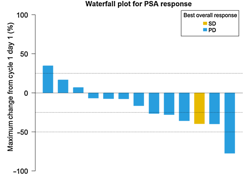 Waterfall plot for PSA response
Best overall response
SD
PD
Maximum change from cycle 1 day 1 (%)
100
50
0
−50
−100